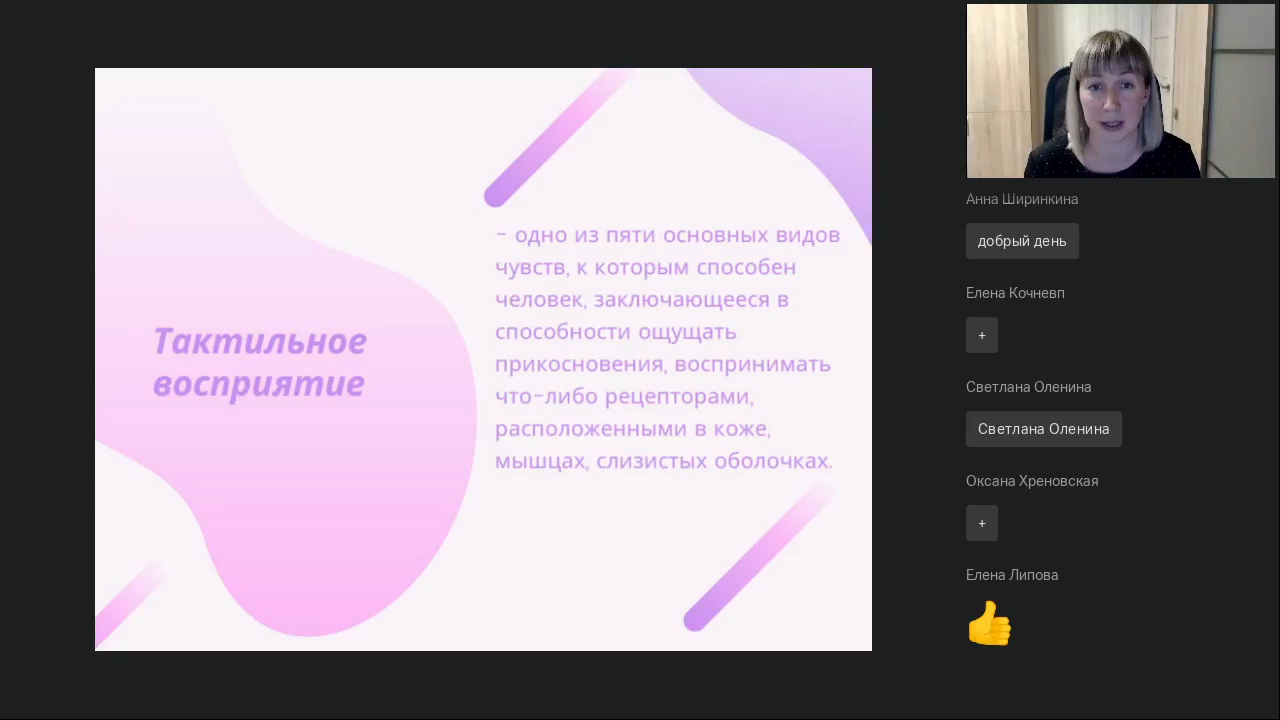 Тактильное
восприятие
- одно из пяти основных видов
чувств, к которым способен
человек, заключающееся в
способности ощущать
прикосновения, воспринимать
что-либо рецепторами,
расположенными в коже,
мышцах, слизистых оболочках.
Анна Ширинкина
добрый день
Елена Кочневп
+
Светлана Оленина
Светлана Оленина
Оксана Хреновская
+
Елена Липова